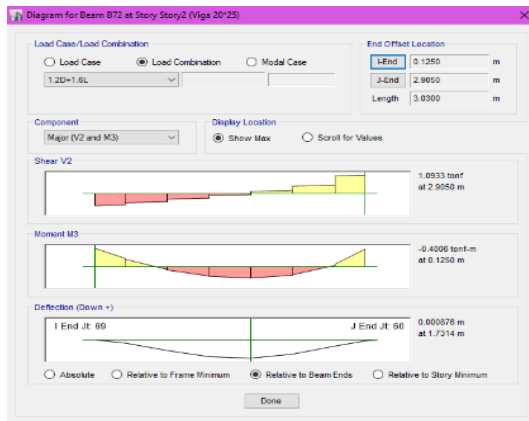 Diagram for Beam B72 at Story Story2 (Viga 20*25)
Load Case/Load Combination
Load Case
Load Combination
Modal Case
1.2D+1.6L
End Offset Location
I-End 0.1250 m
J-End 2.9050 m
Length 3.0300 m
Component
Major (V2 and M3)
Display Location
Show Max
Scroll for Values
Shear V2
1.0933 tonf
at 2.9050 m
Moment M3
-0.4006 tonf-m
at 0.1250 m
Deflection (Down +)
I End Jt: 69
J End Jt: 60
0.000876 m
at 1.7314 m
Absolute
Relative to Frame Minimum
Relative to Beam Ends
Relative to Story Minimum
Done